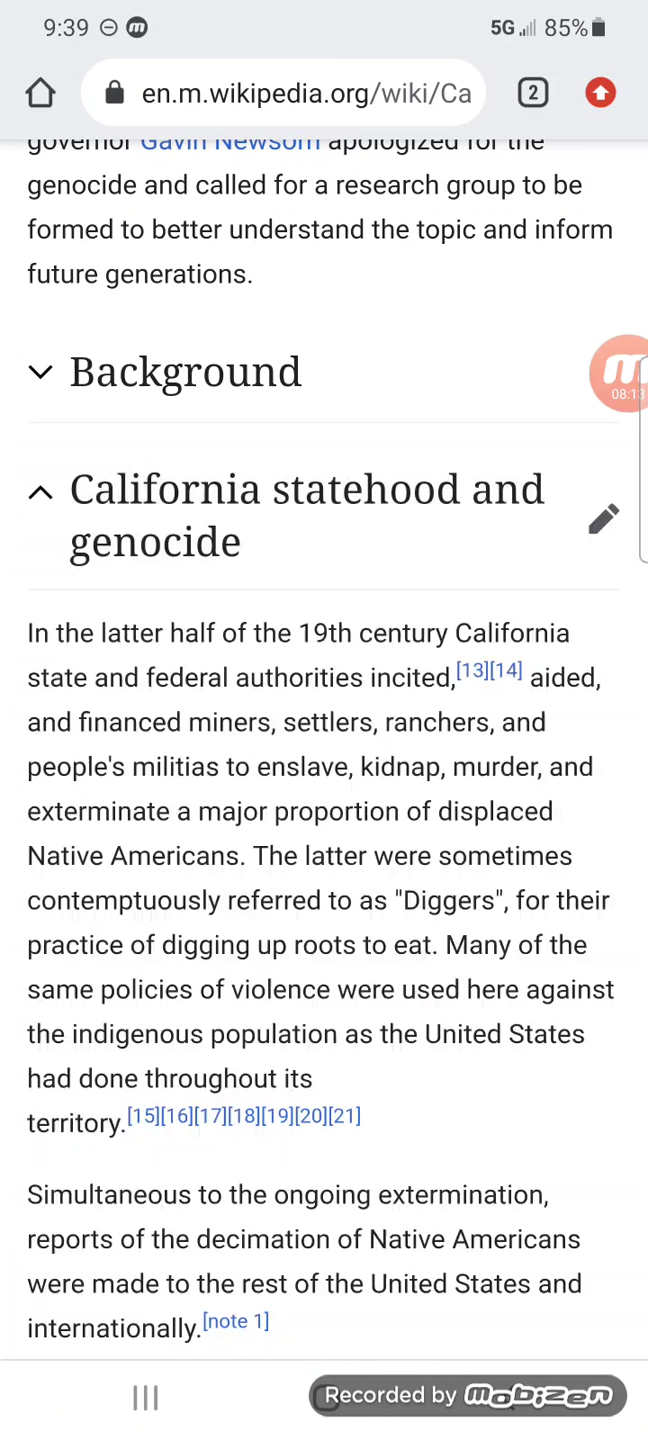 9:39 m 5G 85%
en.m.wikipedia.org/wiki/Ca 2
governor Gavin Newsom apologized for the
genocide and called for a research group to be
formed to better understand the topic and inform
future generations.
Background
m
08:13
California statehood and
genocide
In the latter half of the 19th century California
state and federal authorities incited,[13][14] aided,
and financed miners, settlers, ranchers, and
people's militias to enslave, kidnap, murder, and
exterminate a major proportion of displaced
Native Americans. The latter were sometimes
contemptuously referred to as "Diggers", for their
practice of digging up roots to eat. Many of the
same policies of violence were used here against
the indigenous population as the United States
had done throughout its
territory.[15][16][17][18][19][20][21]
Simultaneous to the ongoing extermination,
reports of the decimation of Native Americans
were made to the rest of the United States and
internationally.[note 1]
Recorded by mobizen